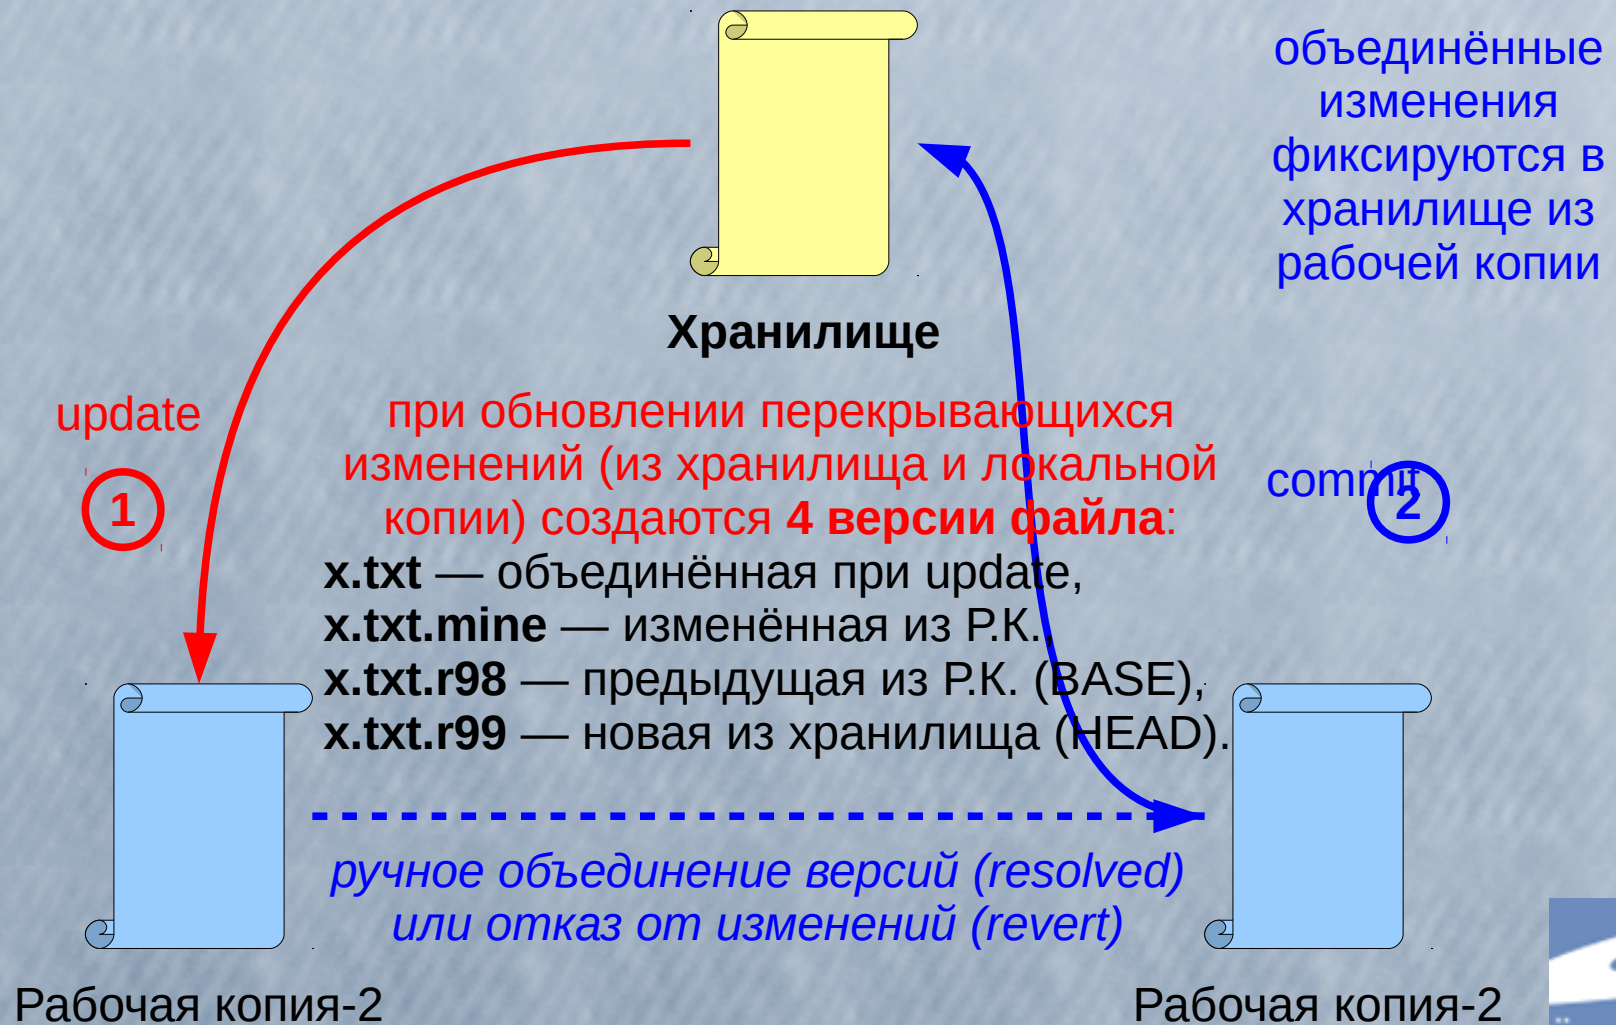 объединённые
изменения
фиксируются в
хранилище из
рабочей копии
Хранилище
update
1
при обновлении перекрывающихся
изменений (из хранилища и локальной
копии) создаются 4 версии файла:
x.txt — объединённая при update,
x.txt.mine — изменённая из Р.К.,
x.txt.r98 — предыдущая из Р.К. (BASE),
x.txt.r99 — новая из хранилища (HEAD).
commit
2
ручное объединение версий (resolved)
или отказ от изменений (revert)
Рабочая копия-2
Рабочая копия-2